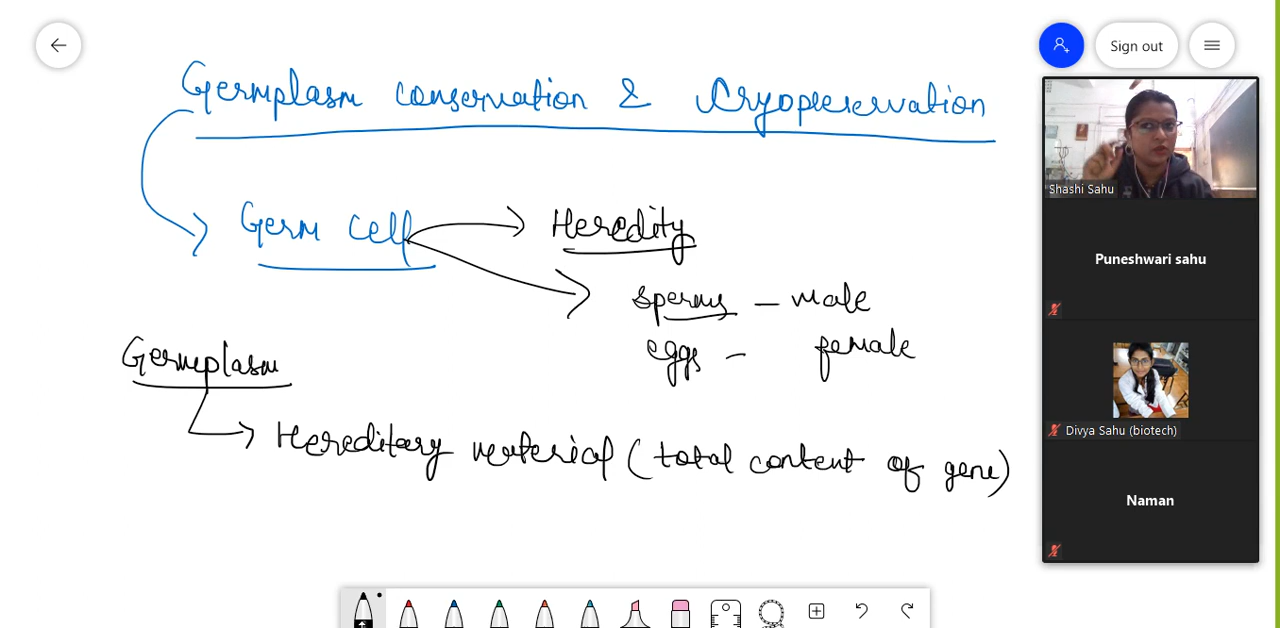 Sign out
Germplasm conservation & Cryopreservation
Germ cell
Heredity
sperms – male
eggs – female
Germplasm
Hereditary material (total content of gene)
Shashi Sahu
Puneshwari sahu
Divya Sahu (biotech)
Naman